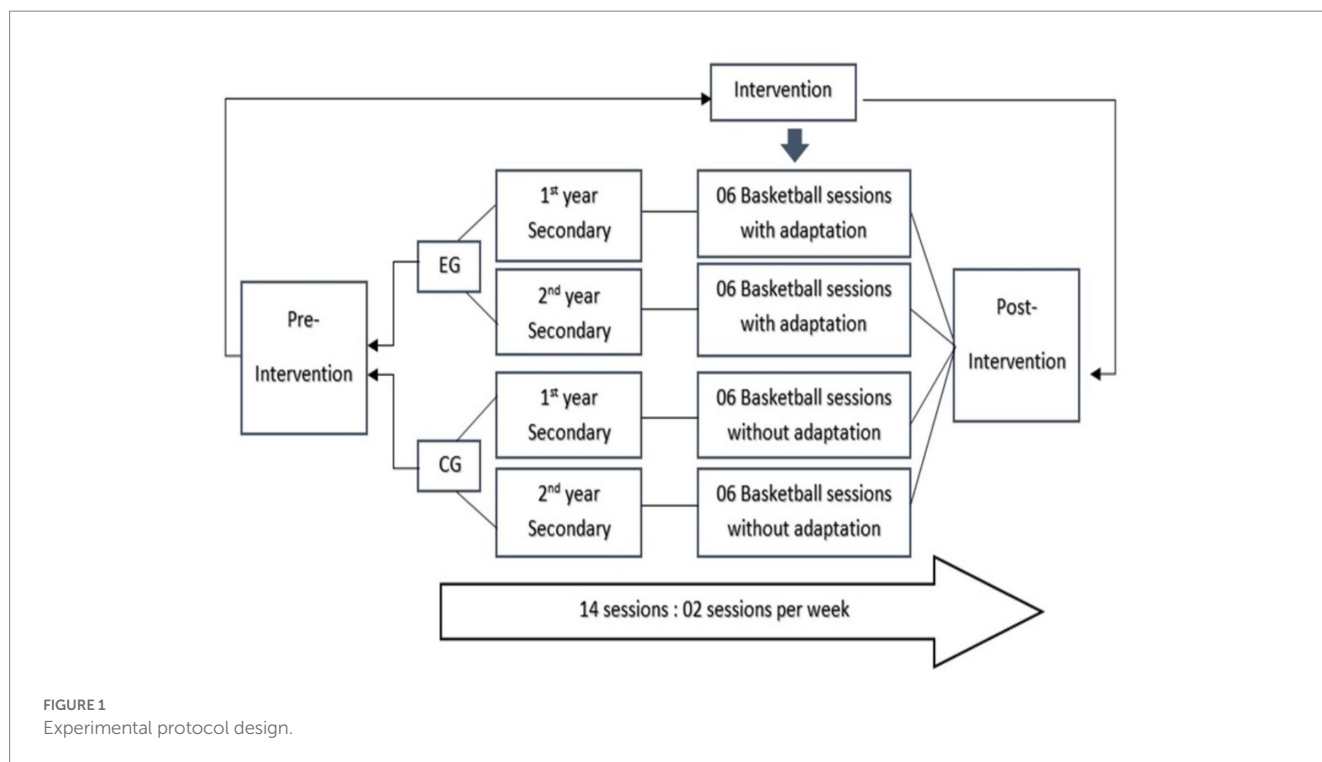 Intervention
1st year
Secondary
06 Basketball sessions
with adaptation
EG
2nd year
Secondary
06 Basketball sessions
with adaptation
Pre-
Intervention
Post-
Intervention
1st year
Secondary
06 Basketball sessions
without adaptation
CG
2nd year
Secondary
06 Basketball sessions
without adaptation
14 sessions : 02 sessions per week
FIGURE 1
Experimental protocol design.